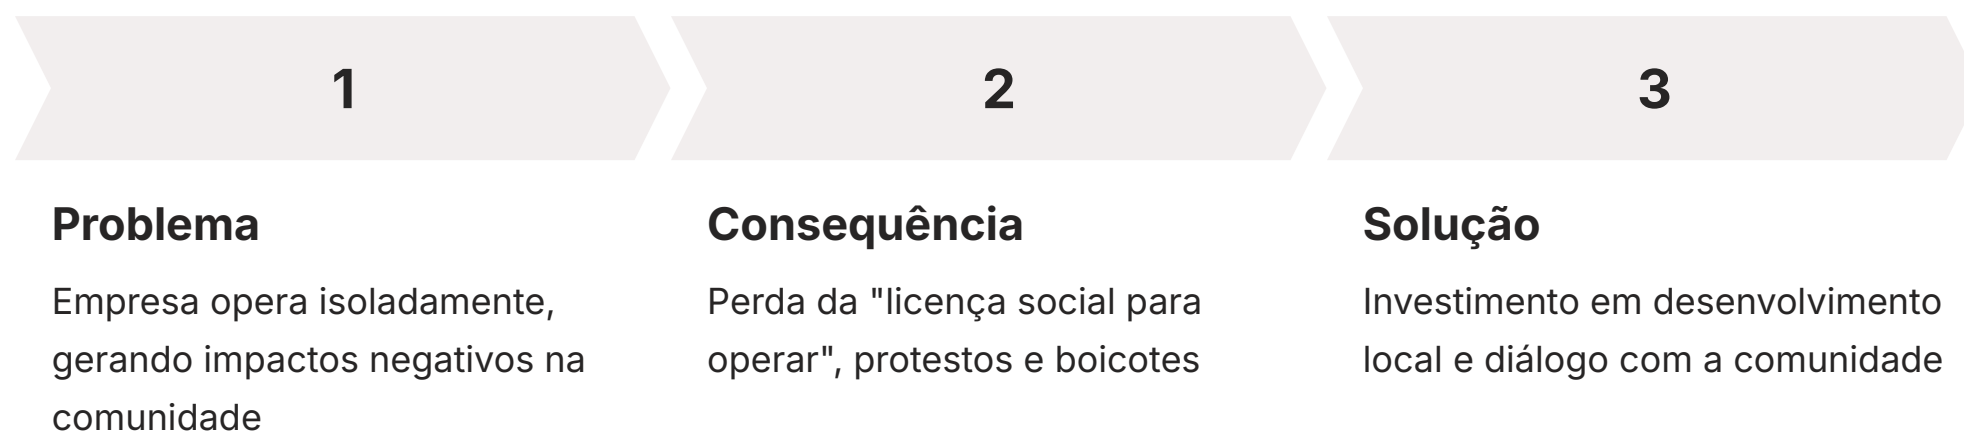 1
2
3
Problema
Empresa opera isoladamente,
gerando impactos negativos na
comunidade
Consequência
Perda da "licença social para
operar", protestos e boicotes
Solução
Investimento em desenvolvimento
local e diálogo com a comunidade